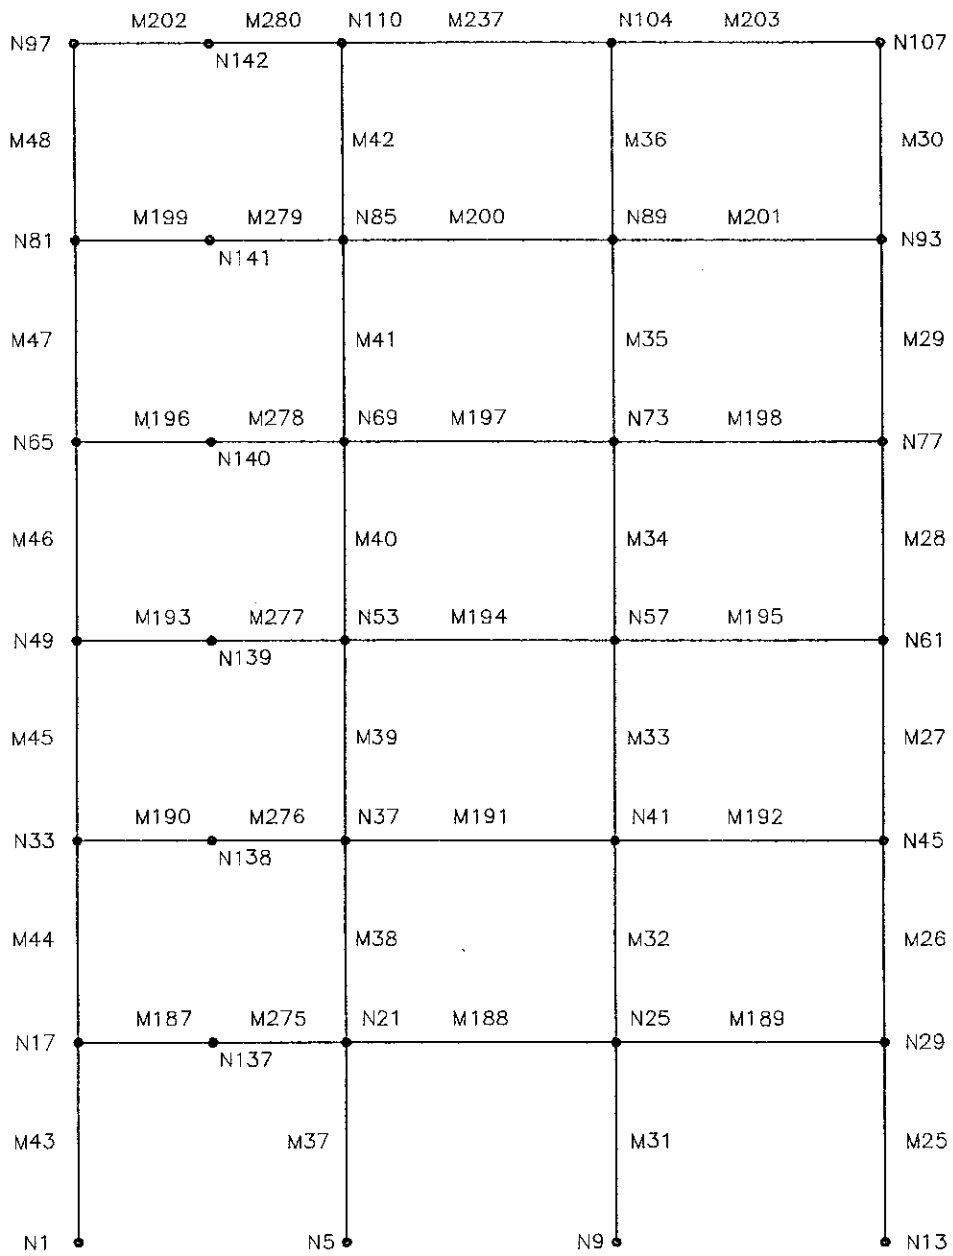 M202 M280 N110 M237 N104 M203
N97 N107
N142
M48 M42 M36 M30
M199 M279 N85 M200 N89 M201
N81 N93
N141
M47 M41 M35 M29
M196 M278 N69 M197 N73 M198
N65 N77
N140
M46 M40 M34 M28
M193 M277 N53 M194 N57 M195
N49 N61
N139
M45 M39 M33 M27
M190 M276 N37 M191 N41 M192
N33 N45
N138
M44 M38 M32 M26
M187 M275 N21 M188 N25 M189
N17 N29
N137
M43 M37 M31 M25
N1 N5 N9 N13